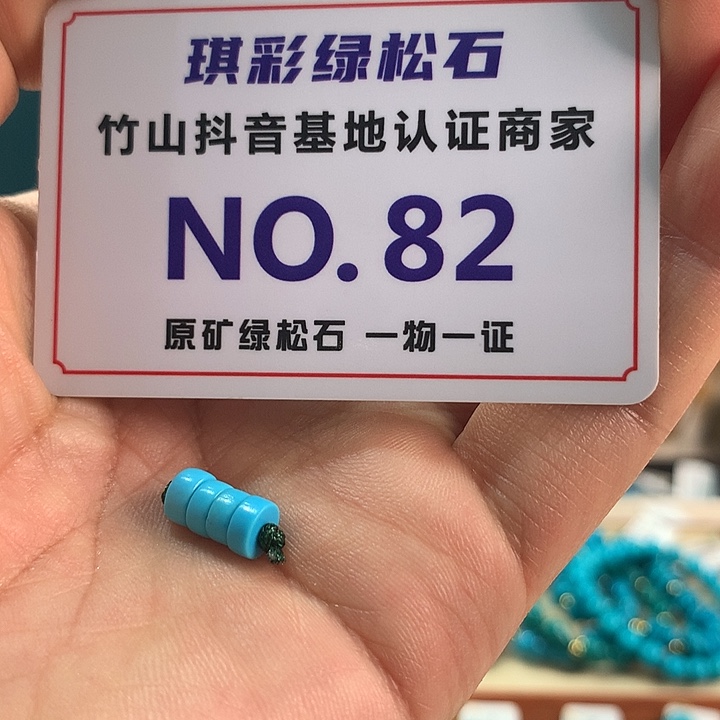 琪彩绿松石
竹山抖音基地认证商家
NO.82
原矿绿松石 一物一证